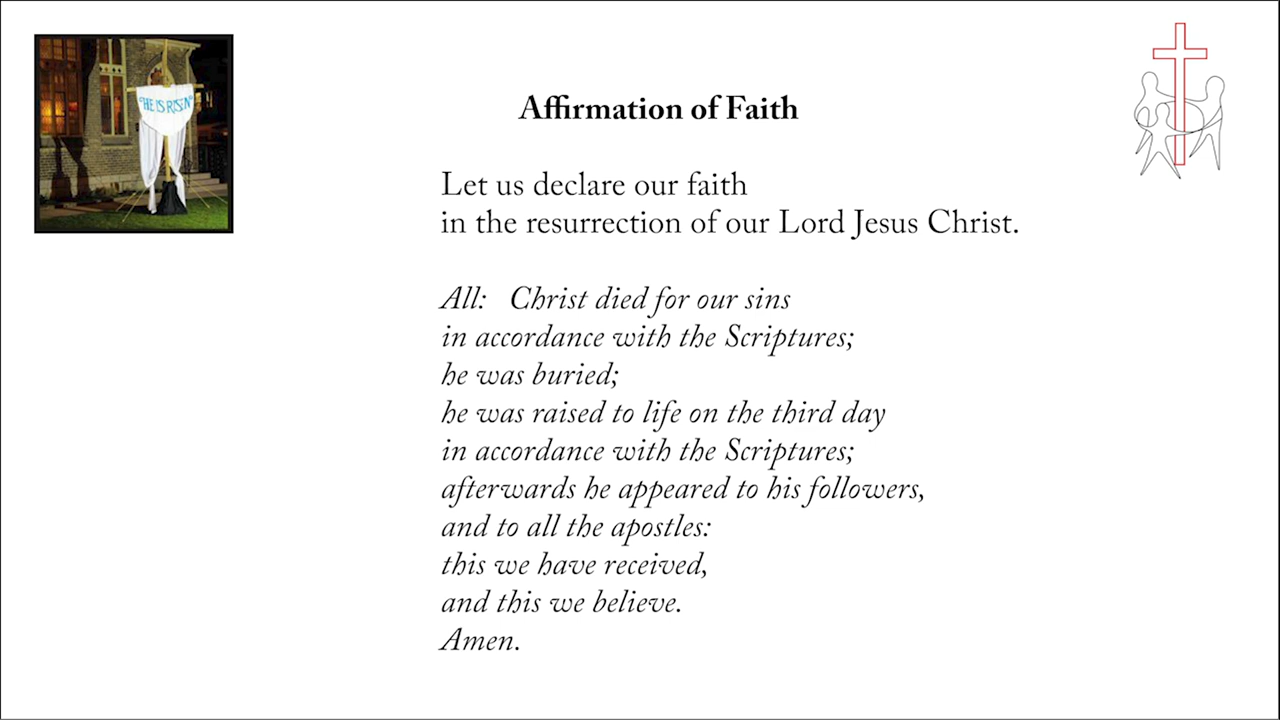 HE IS RISEN
Affirmation of Faith
Let us declare our faith
in the resurrection of our Lord Jesus Christ.
All: Christ died for our sins
in accordance with the Scriptures;
he was buried;
he was raised to life on the third day
in accordance with the Scriptures;
afterwards he appeared to his followers,
and to all the apostles:
this we have received,
and this we believe.
Amen.